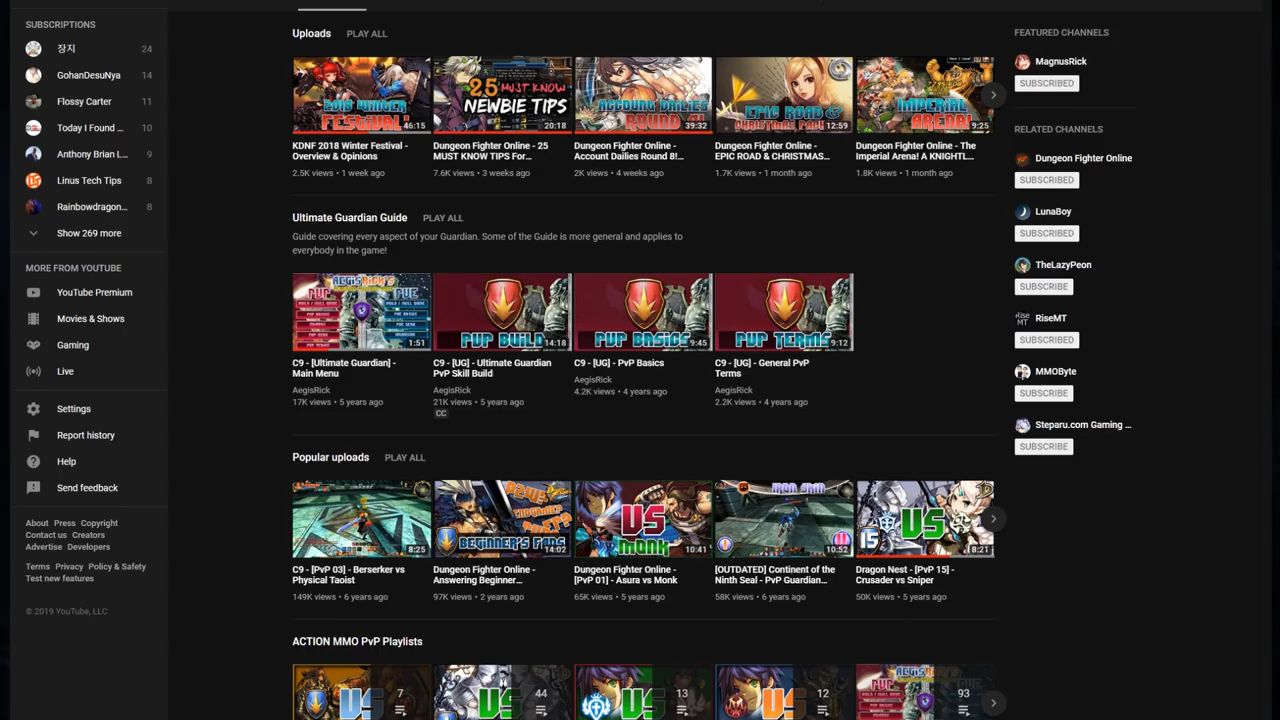 SUBSCRIPTIONS
장지 24
GohanDesuNya 14
Flossy Carter 11
Today I Found ... 10
Anthony Brian L... 9
Linus Tech Tips 8
Rainbowdragon... 8
Show 269 more
MORE FROM YOUTUBE
YouTube Premium
Movies & Shows
Gaming
Live
Settings
Report history
Help
Send feedback
About Press Copyright
Contact us Creators
Advertise Developers
Terms Privacy Policy & Safety
Test new features
© 2019 YouTube, LLC
Uploads PLAY ALL
2018 WINTER
FESTIVAL
46:15
25 MUST KNOW
NEWBIE TIPS
20:18
ACCOUNT DAILIES
ROUND 8!
39:32
EPIC ROAD &
CHRISTMAS PACK
12:59
IMPERIAL
ARENA!
9:25
KDNF 2018 Winter Festival -
Overview & Opinions
2.5K views • 1 week ago
Dungeon Fighter Online - 25
MUST KNOW TIPS For...
7.6K views • 3 weeks ago
Dungeon Fighter Online -
Account Dailies Round 8!...
2K views • 4 weeks ago
Dungeon Fighter Online -
EPIC ROAD & CHRISTMAS...
1.7K views • 1 month ago
Dungeon Fighter Online - The
Imperial Arena! A KNIGHTL...
1.8K views • 1 month ago
Ultimate Guardian Guide PLAY ALL
Guide covering every aspect of your Guardian. Some of the Guide is more general and applies to
everybody in the game!
AEGISRICK'S
PVP PVE
1:51
PVP BUILD
14:18
PVP BASICS
9:45
PVP TERMS
9:12
C9 - [Ultimate Guardian] -
Main Menu
AegisRick
17K views • 5 years ago
C9 - [UG] - Ultimate Guardian
PvP Skill Build
AegisRick
21K views • 5 years ago
CC
C9 - [UG] - PvP Basics
AegisRick
4.2K views • 4 years ago
C9 - [UG] - General PvP
Terms
AegisRick
2.2K views • 4 years ago
Popular uploads PLAY ALL
8:25
P2W?
ENDGAME?
BEGINNER'S FAQS
14:02
VS
MONK
10:41
IRON SKIN
10:52
VS
15
8:21
C9 - [PvP 03] - Berserker vs
Physical Taoist
149K views • 6 years ago
Dungeon Fighter Online -
Answering Beginner...
97K views • 2 years ago
Dungeon Fighter Online -
[PvP 01] - Asura vs Monk
65K views • 5 years ago
[OUTDATED] Continent of the
Ninth Seal - PvP Guardian...
58K views • 6 years ago
Dragon Nest - [PvP 15] -
Crusader vs Sniper
50K views • 5 years ago
ACTION MMO PvP Playlists
VS 7
VS 44
VS 13
VS 12
93
FEATURED CHANNELS
MagnusRick
SUBSCRIBED
RELATED CHANNELS
Dungeon Fighter Online
SUBSCRIBED
LunaBoy
SUBSCRIBED
TheLazyPeon
SUBSCRIBE
RISE
MT
RiseMT
SUBSCRIBED
MMOByte
SUBSCRIBE
Steparu.com Gaming ...
SUBSCRIBE